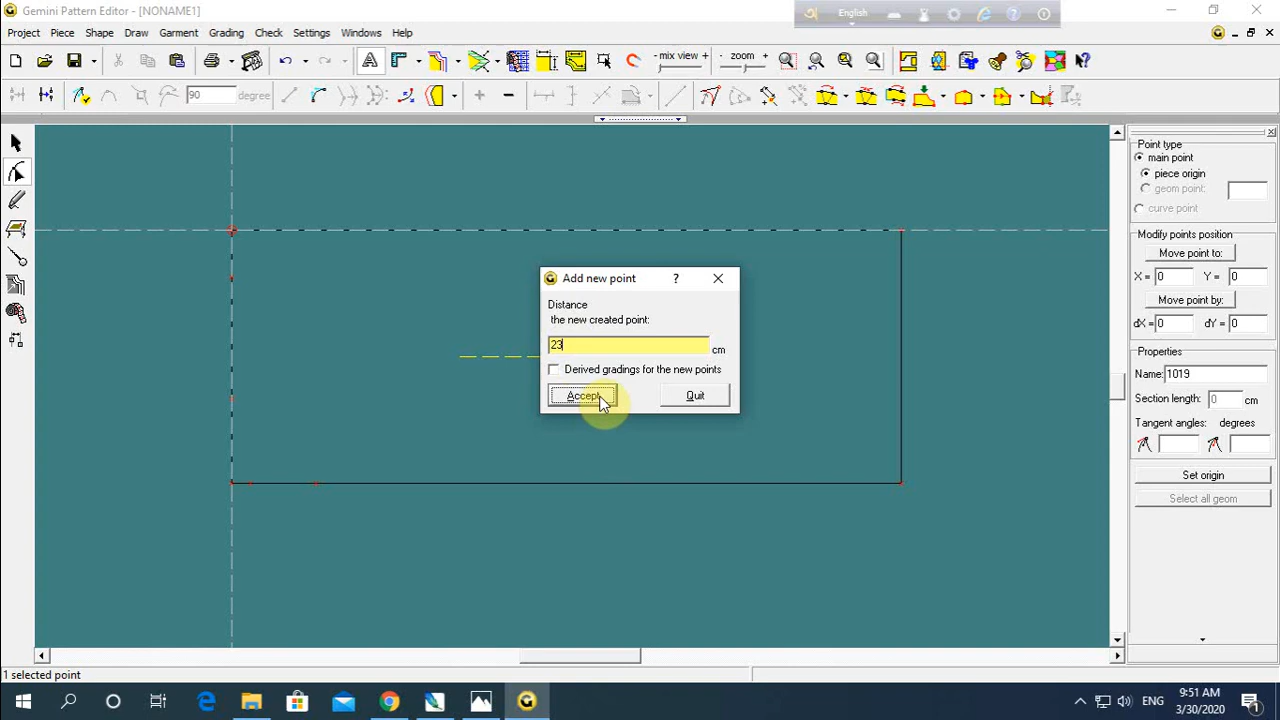 Gemini Pattern Editor - [NONAME1]
English
Project Piece Shape Draw Garment Grading Check Settings Windows Help
mix view +
zoom
90 degree
Point type
main point
piece origin
geom point:
curve point
Modify points position
Move point to:
X = 0 Y = 0
Move point by:
dX= 0 dY = 0
Properties
Name: 1019
Section length: 0 cm
Tangent angles: degrees
Set origin
Select all geom
Add new point ?
Distance
the new created point:
23 cm
Derived gradings for the new points
Accept Quit
1 selected point
ENG
9:51 AM
3/30/2020